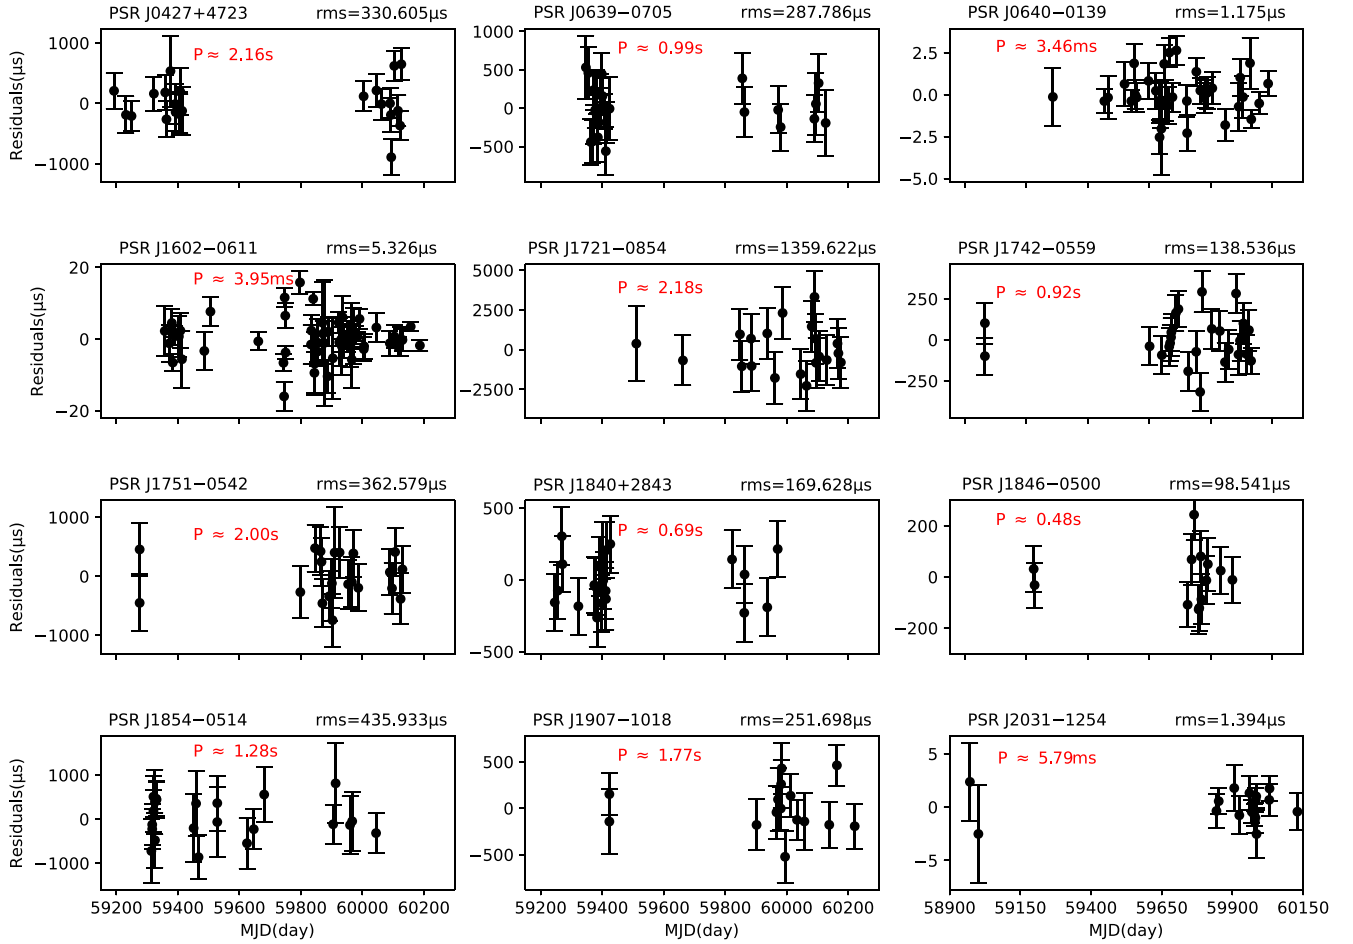 PSR J0427+4723 rms=330.605μs
PSR J0639−0705 rms=287.786μs
PSR J0640−0139 rms=1.175μs
P ≈ 2.16s
P ≈ 0.99s
P ≈ 3.46ms
Residuals(μs)
1000
0
−1000
1000
500
0
−500
2.5
0.0
−2.5
−5.0
PSR J1602−0611 rms=5.326μs
PSR J1721−0854 rms=1359.622μs
PSR J1742−0559 rms=138.536μs
P ≈ 3.95ms
P ≈ 2.18s
P ≈ 0.92s
Residuals(μs)
20
0
−20
5000
2500
0
−2500
250
0
−250
PSR J1751−0542 rms=362.579μs
PSR J1840+2843 rms=169.628μs
PSR J1846−0500 rms=98.541μs
P ≈ 2.00s
P ≈ 0.69s
P ≈ 0.48s
Residuals(μs)
1000
0
−1000
500
0
−500
200
0
−200
PSR J1854−0514 rms=435.933μs
PSR J1907−1018 rms=251.698μs
PSR J2031−1254 rms=1.394μs
P ≈ 1.28s
P ≈ 1.77s
P ≈ 5.79ms
Residuals(μs)
1000
0
−1000
500
0
−500
5
0
−5
59200 59400 59600 59800 60000 60200
59200 59400 59600 59800 60000 60200
58900 59150 59400 59650 59900 60150
MJD(day)
MJD(day)
MJD(day)